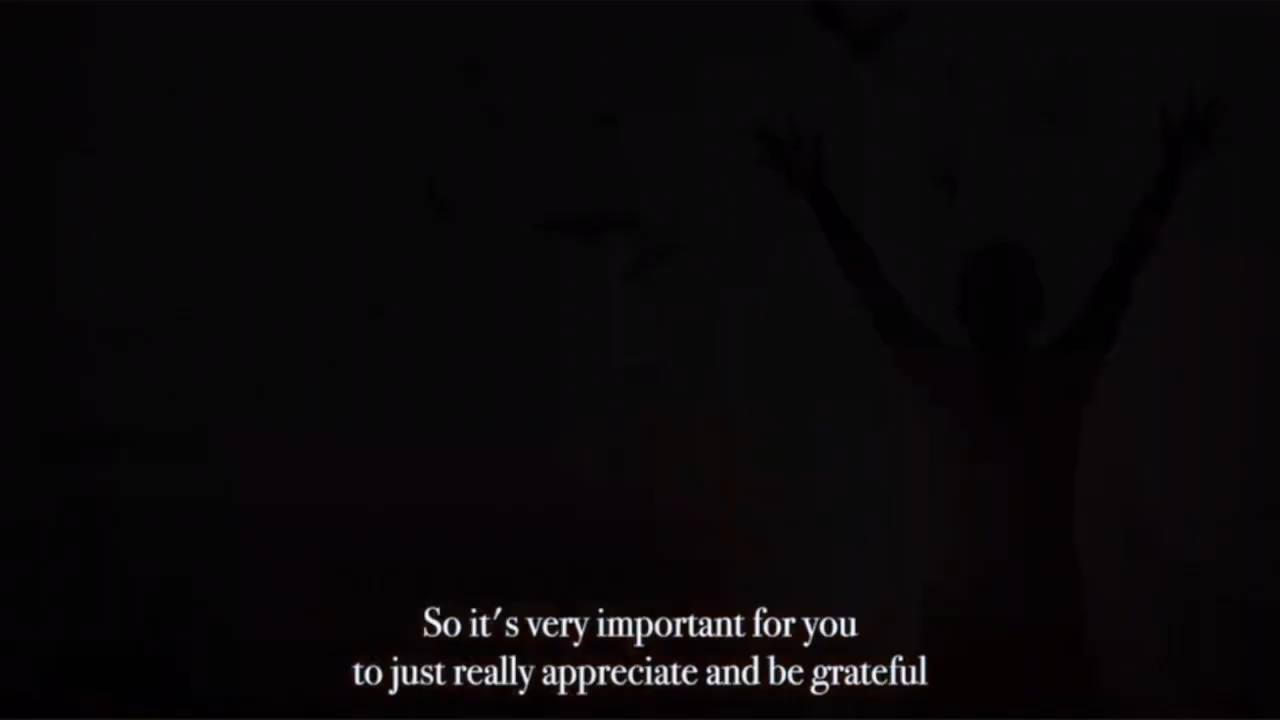 So it's very important for you
to just really appreciate and be grateful